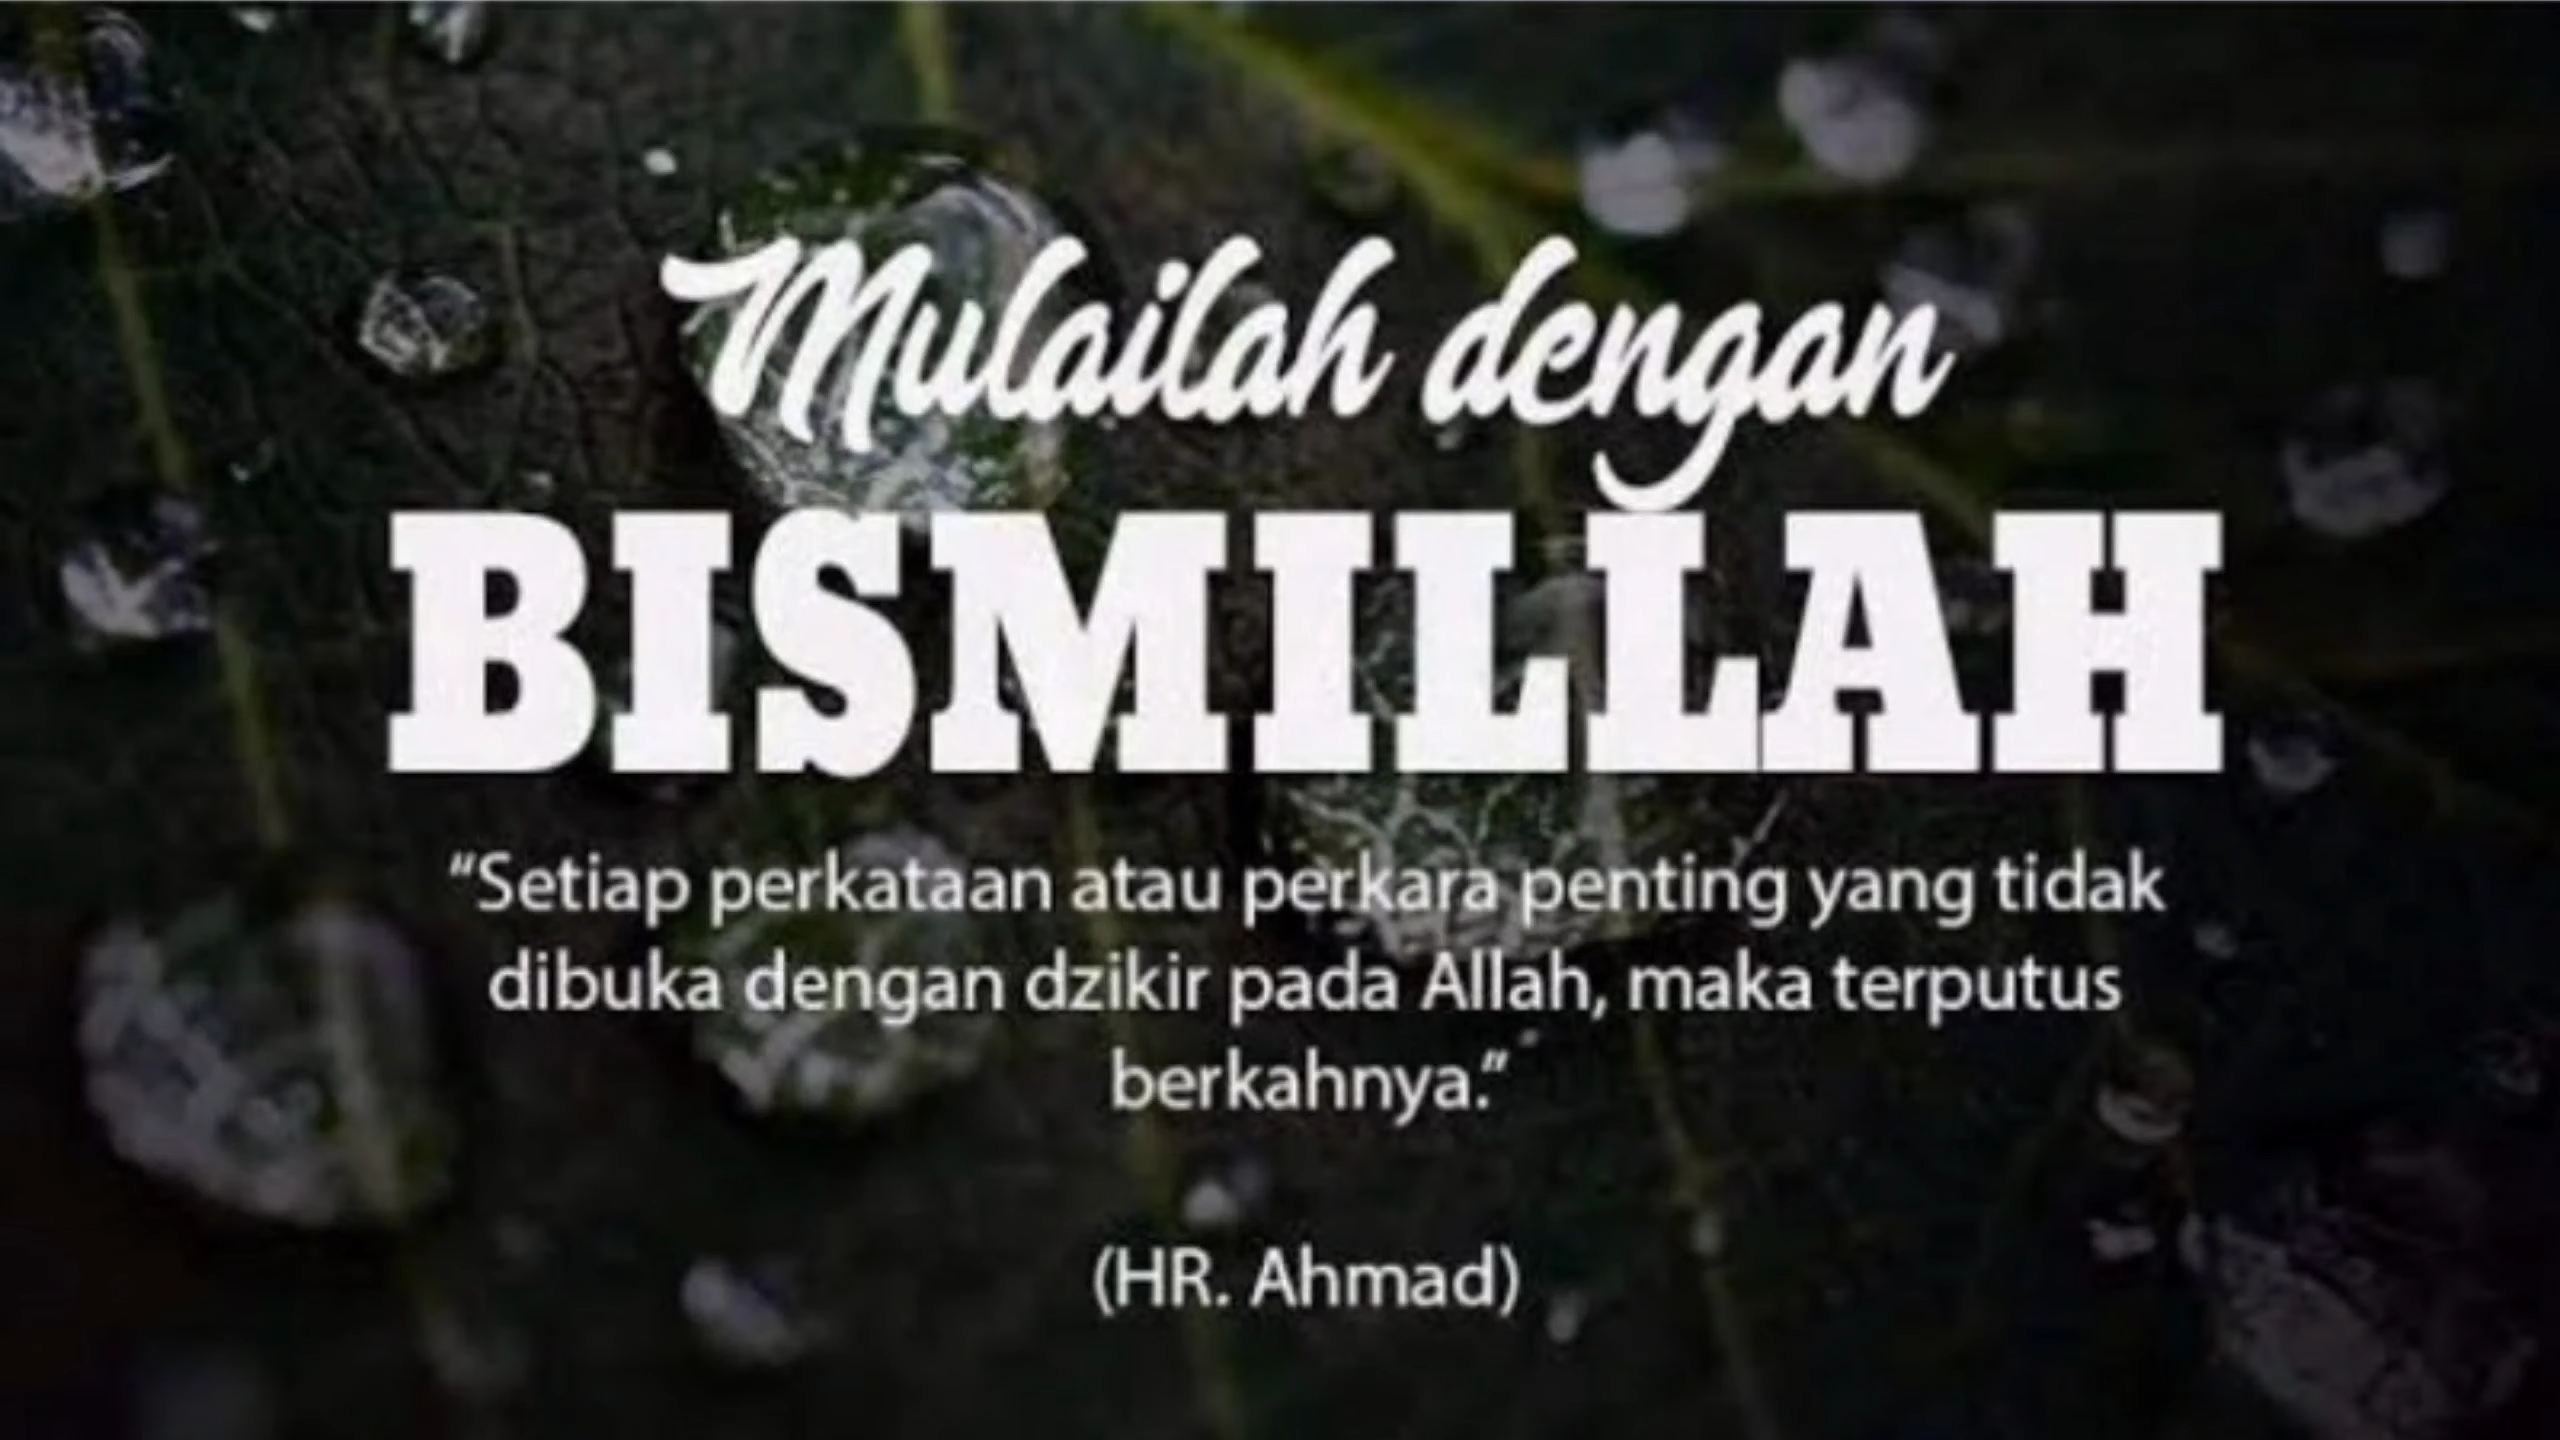 Mulailah dengan
BISMILLAH
“Setiap perkataan atau perkara penting yang tidak
dibuka dengan dzikir pada Allah, maka terputus
berkahnya.”
(HR. Ahmad)